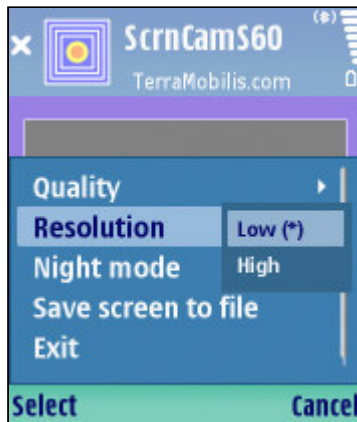 ScrnCamS60
TerraMobilis.com
Quality
Resolution
Low (*)
Night mode
High
Save screen to file
Exit
Select
Cancel